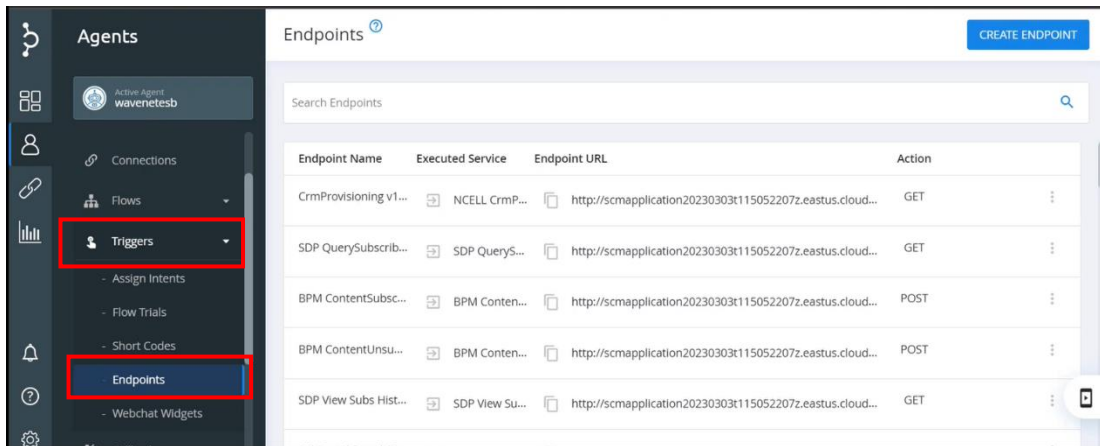 Agents
Active Agent
wavenetesb
Connections
Flows
Triggers
- Assign Intents
- Flow Trials
- Short Codes
- Endpoints
- Webchat Widgets
Endpoints ?
CREATE ENDPOINT
Search Endpoints
Endpoint Name Executed Service Endpoint URL Action
CrmProvisioning v1... NCELL CrmP... http://scmapplication20230303t115052207z.eastus.cloud... GET
SDP QuerySubscrib... SDP QueryS... http://scmapplication20230303t115052207z.eastus.cloud... GET
BPM ContentSubsc... BPM Conten... http://scmapplication20230303t115052207z.eastus.cloud... POST
BPM ContentUnsu... BPM Conten... http://scmapplication20230303t115052207z.eastus.cloud... POST
SDP View Subs Hist... SDP View Su... http://scmapplication20230303t115052207z.eastus.cloud... GET